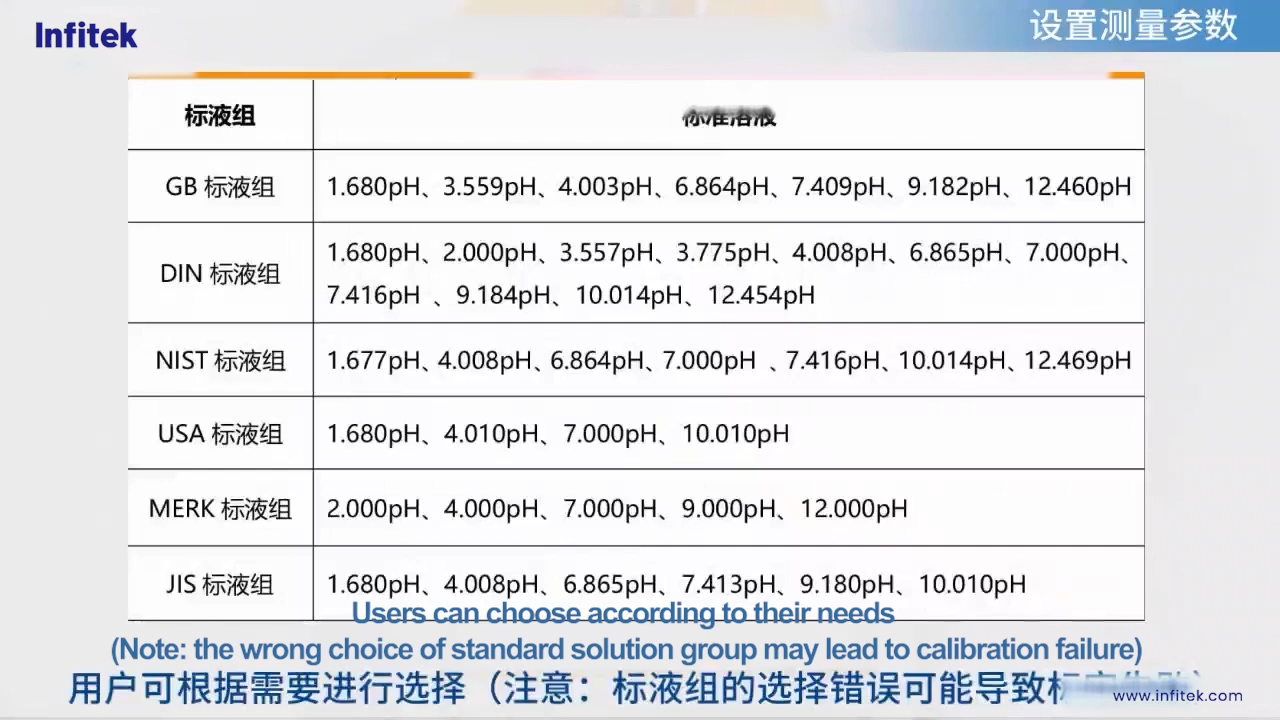 Infitek
设置测量参数
标液组
标准溶液
GB 标液组
1.680pH、3.559pH、4.003pH、6.864pH、7.409pH、9.182pH、12.460pH
DIN 标液组
1.680pH、2.000pH、3.557pH、3.775pH、4.008pH、6.865pH、7.000pH、
7.416pH 、9.184pH、10.014pH、12.454pH
NIST 标液组
1.677pH、4.008pH、6.864pH、7.000pH 、7.416pH、10.014pH、12.469pH
USA 标液组
1.680pH、4.010pH、7.000pH、10.010pH
MERK 标液组
2.000pH、4.000pH、7.000pH、9.000pH、12.000pH
JIS 标液组
1.680pH、4.008pH、6.865pH、7.413pH、9.180pH、10.010pH
Users can choose according to their needs
(Note: the wrong choice of standard solution group may lead to calibration failure)
用户可根据需要进行选择（注意：标液组的选择错误可能导致标
www.infitek.com